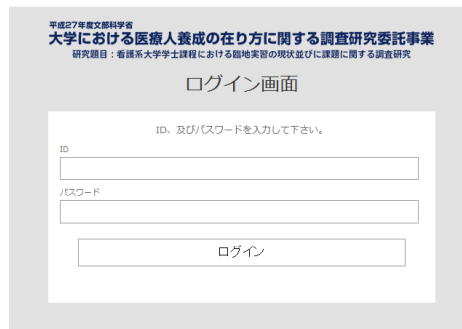 平成27年度文部科学省
大学における医療人養成の在り方に関する調査研究委託事業
研究題目：看護系大学学士課程における臨地実習の現状並びに課題に関する調査研究
ログイン画面
ID、及びパスワードを入力して下さい。
ID
パスワード
ログイン